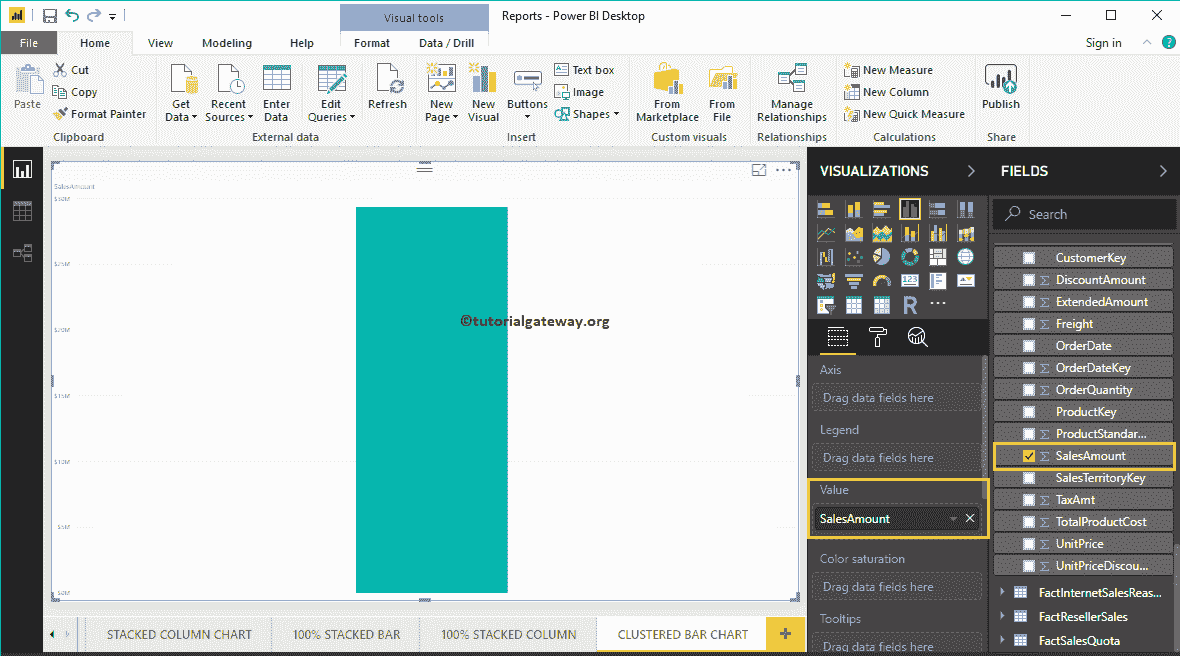 Visual tools
Reports - Power BI Desktop
File
Home
View
Modeling
Help
Format
Data / Drill
Sign in
?
Paste
Cut
Copy
Format Painter
Get
Data
Recent
Sources
Enter
Data
Edit
Queries
Refresh
New
Page
New
Visual
Buttons
Text box
Image
Shapes
From
Marketplace
From
File
Manage
Relationships
New Measure
New Column
New Quick Measure
Publish
Clipboard
External data
Insert
Custom visuals
Relationships
Calculations
Share
SalesAmount
$30M
$25M
$20M
$15M
$10M
$5M
$0M
©tutorialgateway.org
VISUALIZATIONS
123
R
Axis
Drag data fields here
Legend
Drag data fields here
Value
SalesAmount
Color saturation
Drag data fields here
Tooltips
Drag data fields here
FIELDS
Search
CustomerKey
DiscountAmount
ExtendedAmount
Freight
OrderDate
OrderDateKey
OrderQuantity
ProductKey
ProductStandar...
SalesAmount
SalesTerritoryKey
TaxAmt
TotalProductCost
UnitPrice
UnitPriceDiscou...
FactInternetSalesReas...
FactResellerSales
FactSalesQuota
STACKED COLUMN CHART
100% STACKED BAR
100% STACKED COLUMN
CLUSTERED BAR CHART
+